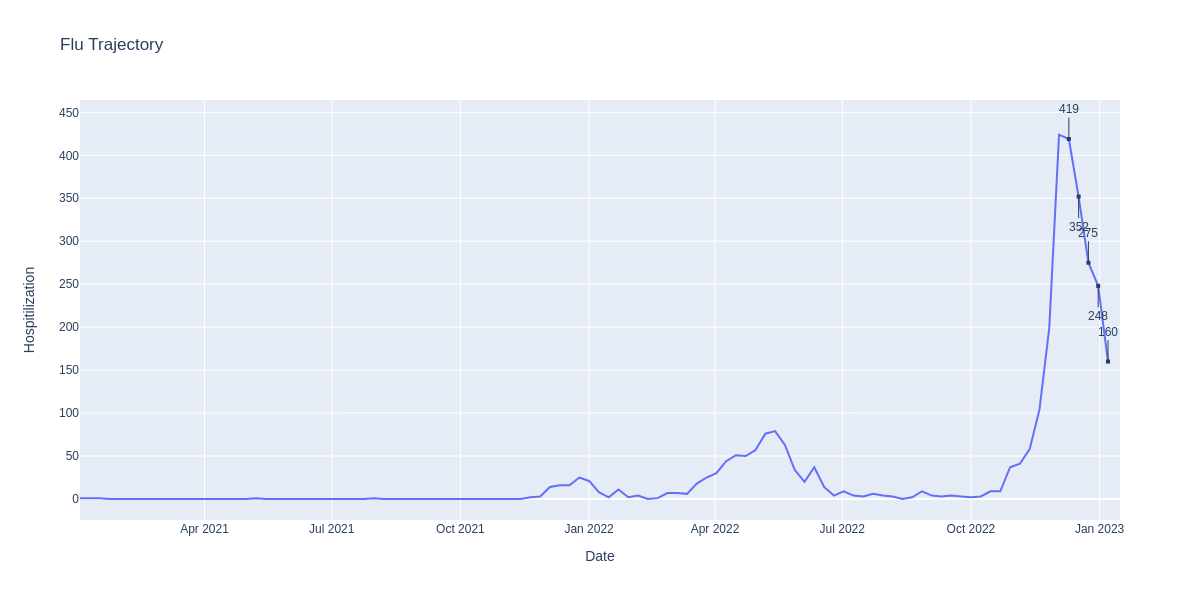 Flu Trajectory
Hospitilization
450
400
350
300
250
200
150
100
50
0
419
352
275
248
160
Apr 2021
Jul 2021
Oct 2021
Jan 2022
Apr 2022
Jul 2022
Oct 2022
Jan 2023
Date